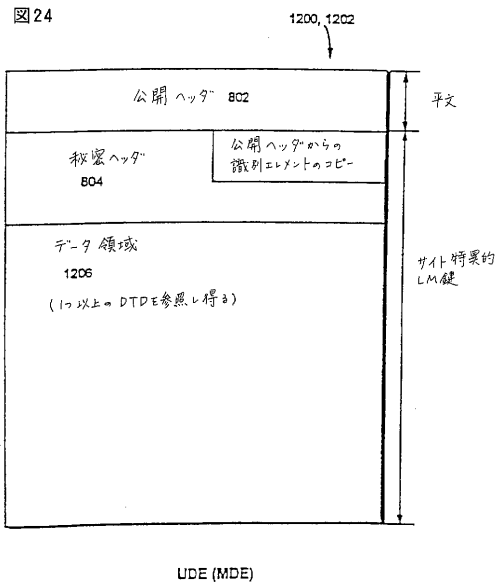 図24
1200, 1202
公開ヘッダ 802
平文
秘密ヘッダ
804
公開ヘッダからの
識別エレメントのコピー
データ領域
1206
(1つ以上のDTDE参照し得る)
サイト特異的
LM鍵
UDE (MDE)